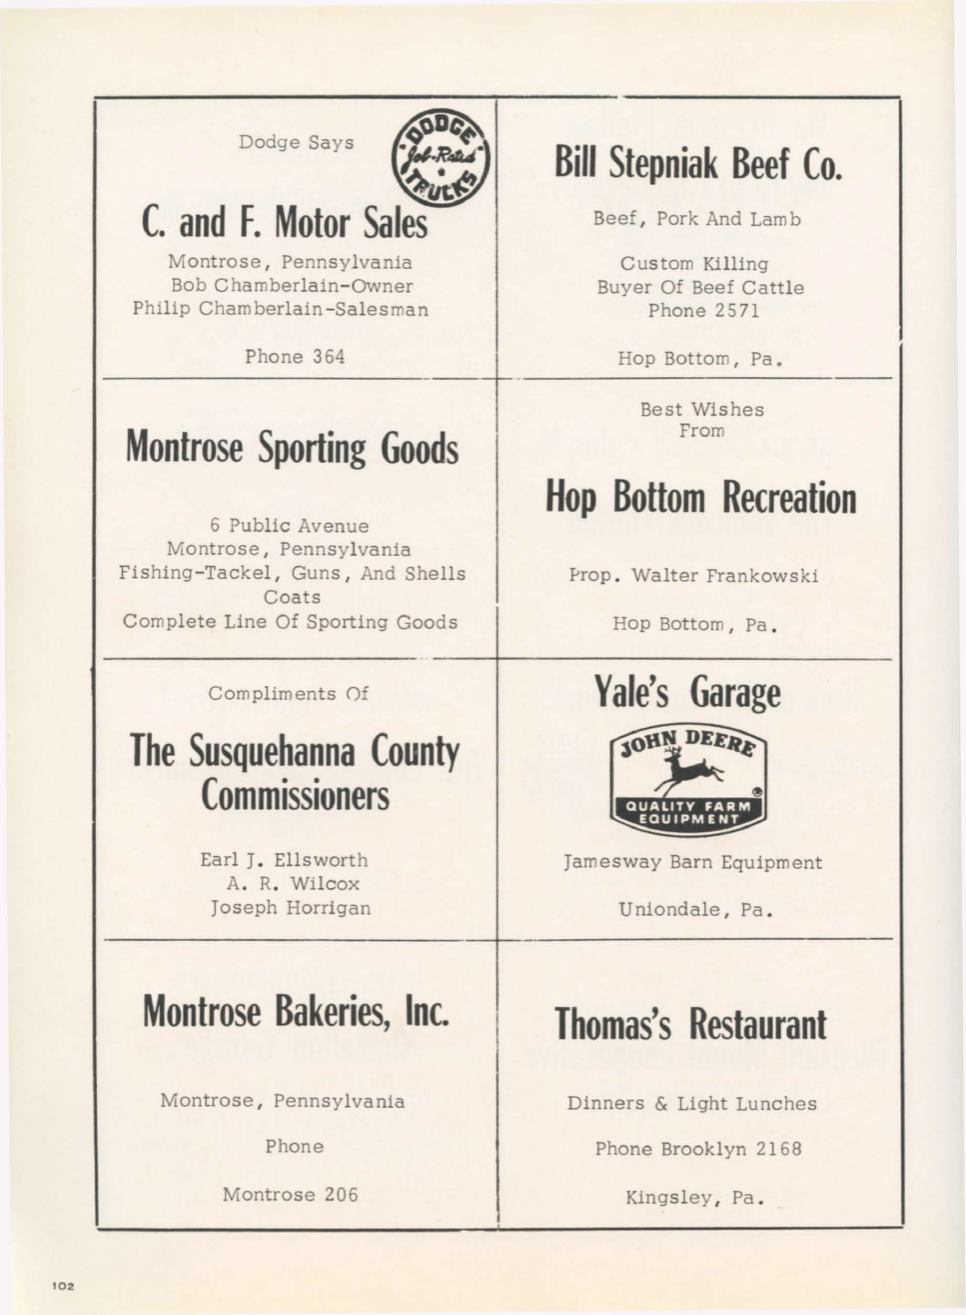 Dodge Says
DODGE
Job-Rated
TRUCKS
C. and F. Motor Sales
Montrose, Pennsylvania
Bob Chamberlain-Owner
Philip Chamberlain-Salesman
Phone 364
Bill Stepniak Beef Co.
Beef, Pork And Lamb
Custom Killing
Buyer Of Beef Cattle
Phone 2571
Hop Bottom, Pa.
Montrose Sporting Goods
6 Public Avenue
Montrose, Pennsylvania
Fishing-Tackel, Guns, And Shells
Coats
Complete Line Of Sporting Goods
Best Wishes
From
Hop Bottom Recreation
Prop. Walter Frankowski
Hop Bottom, Pa.
Compliments Of
The Susquehanna County
Commissioners
Earl J. Ellsworth
A. R. Wilcox
Joseph Horrigan
Yale's Garage
JOHN DEERE
®
QUALITY FARM
EQUIPMENT
Jamesway Barn Equipment
Uniondale, Pa.
Montrose Bakeries, Inc.
Montrose, Pennsylvania
Phone
Montrose 206
Thomas's Restaurant
Dinners & Light Lunches
Phone Brooklyn 2168
Kingsley, Pa.
102